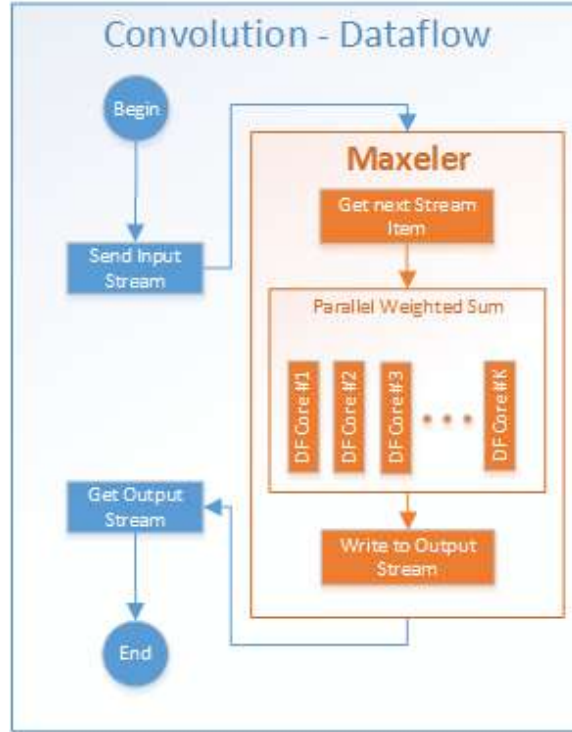 Convolution - Dataflow
Begin
Send Input
Stream
Maxeler
Get next Stream
Item
Parallel Weighted Sum
DF Core #1
DF Core #2
DF Core #3
DF Core #K
Write to Output
Stream
Get Output
Stream
End